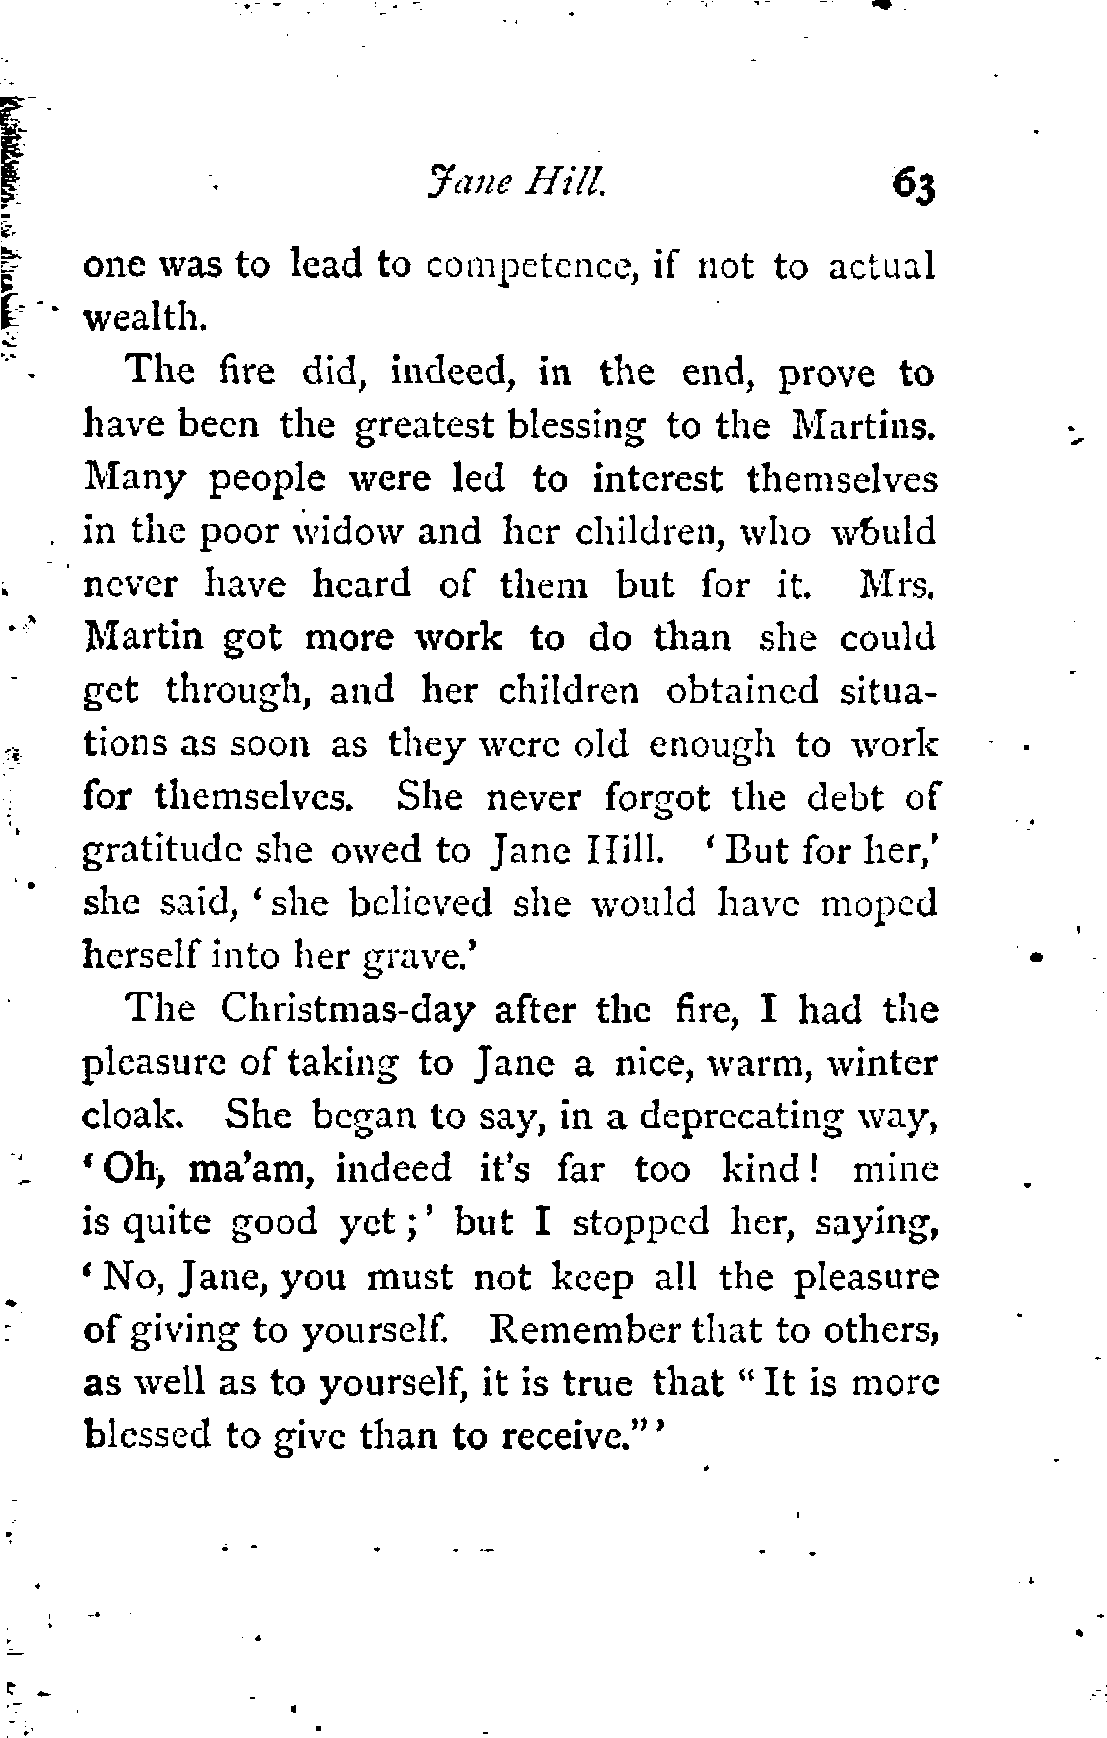 Jane Hill. 63
one was to lead to competence, if not to actual
wealth.
The fire did, indeed, in the end, prove to
have been the greatest blessing to the Martins.
Many people were led to interest themselves
in the poor widow and her children, who would
never have heard of them but for it. Mrs.
Martin got more work to do than she could
get through, and her children obtained situa-
tions as soon as they were old enough to work
for themselves. She never forgot the debt of
gratitude she owed to Jane Hill. ‘But for her,’
she said, ‘she believed she would have moped
herself into her grave.’
The Christmas-day after the fire, I had the
pleasure of taking to Jane a nice, warm, winter
cloak. She began to say, in a deprecating way,
‘Oh, ma’am, indeed it’s far too kind! mine
is quite good yet;’ but I stopped her, saying,
‘No, Jane, you must not keep all the pleasure
of giving to yourself. Remember that to others,
as well as to yourself, it is true that “It is more
blessed to give than to receive.”’